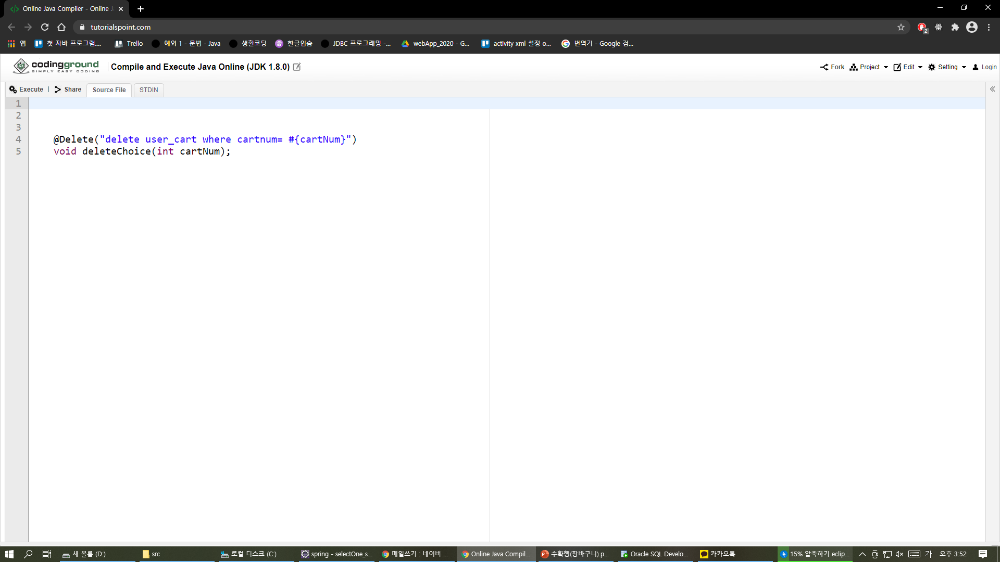 Online Java Compiler - Online J
tutorialspoint.com
2
앱
첫 자바 프로그램....
Trello
예외 1 - 문법 - Java
생활코딩
한글입숨
JDBC 프로그래밍 -...
webApp_2020 - G...
activity xml 설정 o...
번역기 - Google 검...
codingground
SIMPLY EASY CODING
Compile and Execute Java Online (JDK 1.8.0)
Fork
Project
Edit
Setting
Login
Execute
Share
Source File
STDIN
1
2
3
4 @Delete("delete user_cart where cartnum= #{cartNum}")
5 void deleteChoice(int cartNum);
새 볼륨 (D:)
src
로컬 디스크 (C:)
spring - selectOne_s...
메일쓰기 : 네이버 ...
Online Java Compil...
수확행(장바구니).p...
Oracle SQL Develo...
카카오톡
15% 압축하기 eclip...
가
오후 3:52